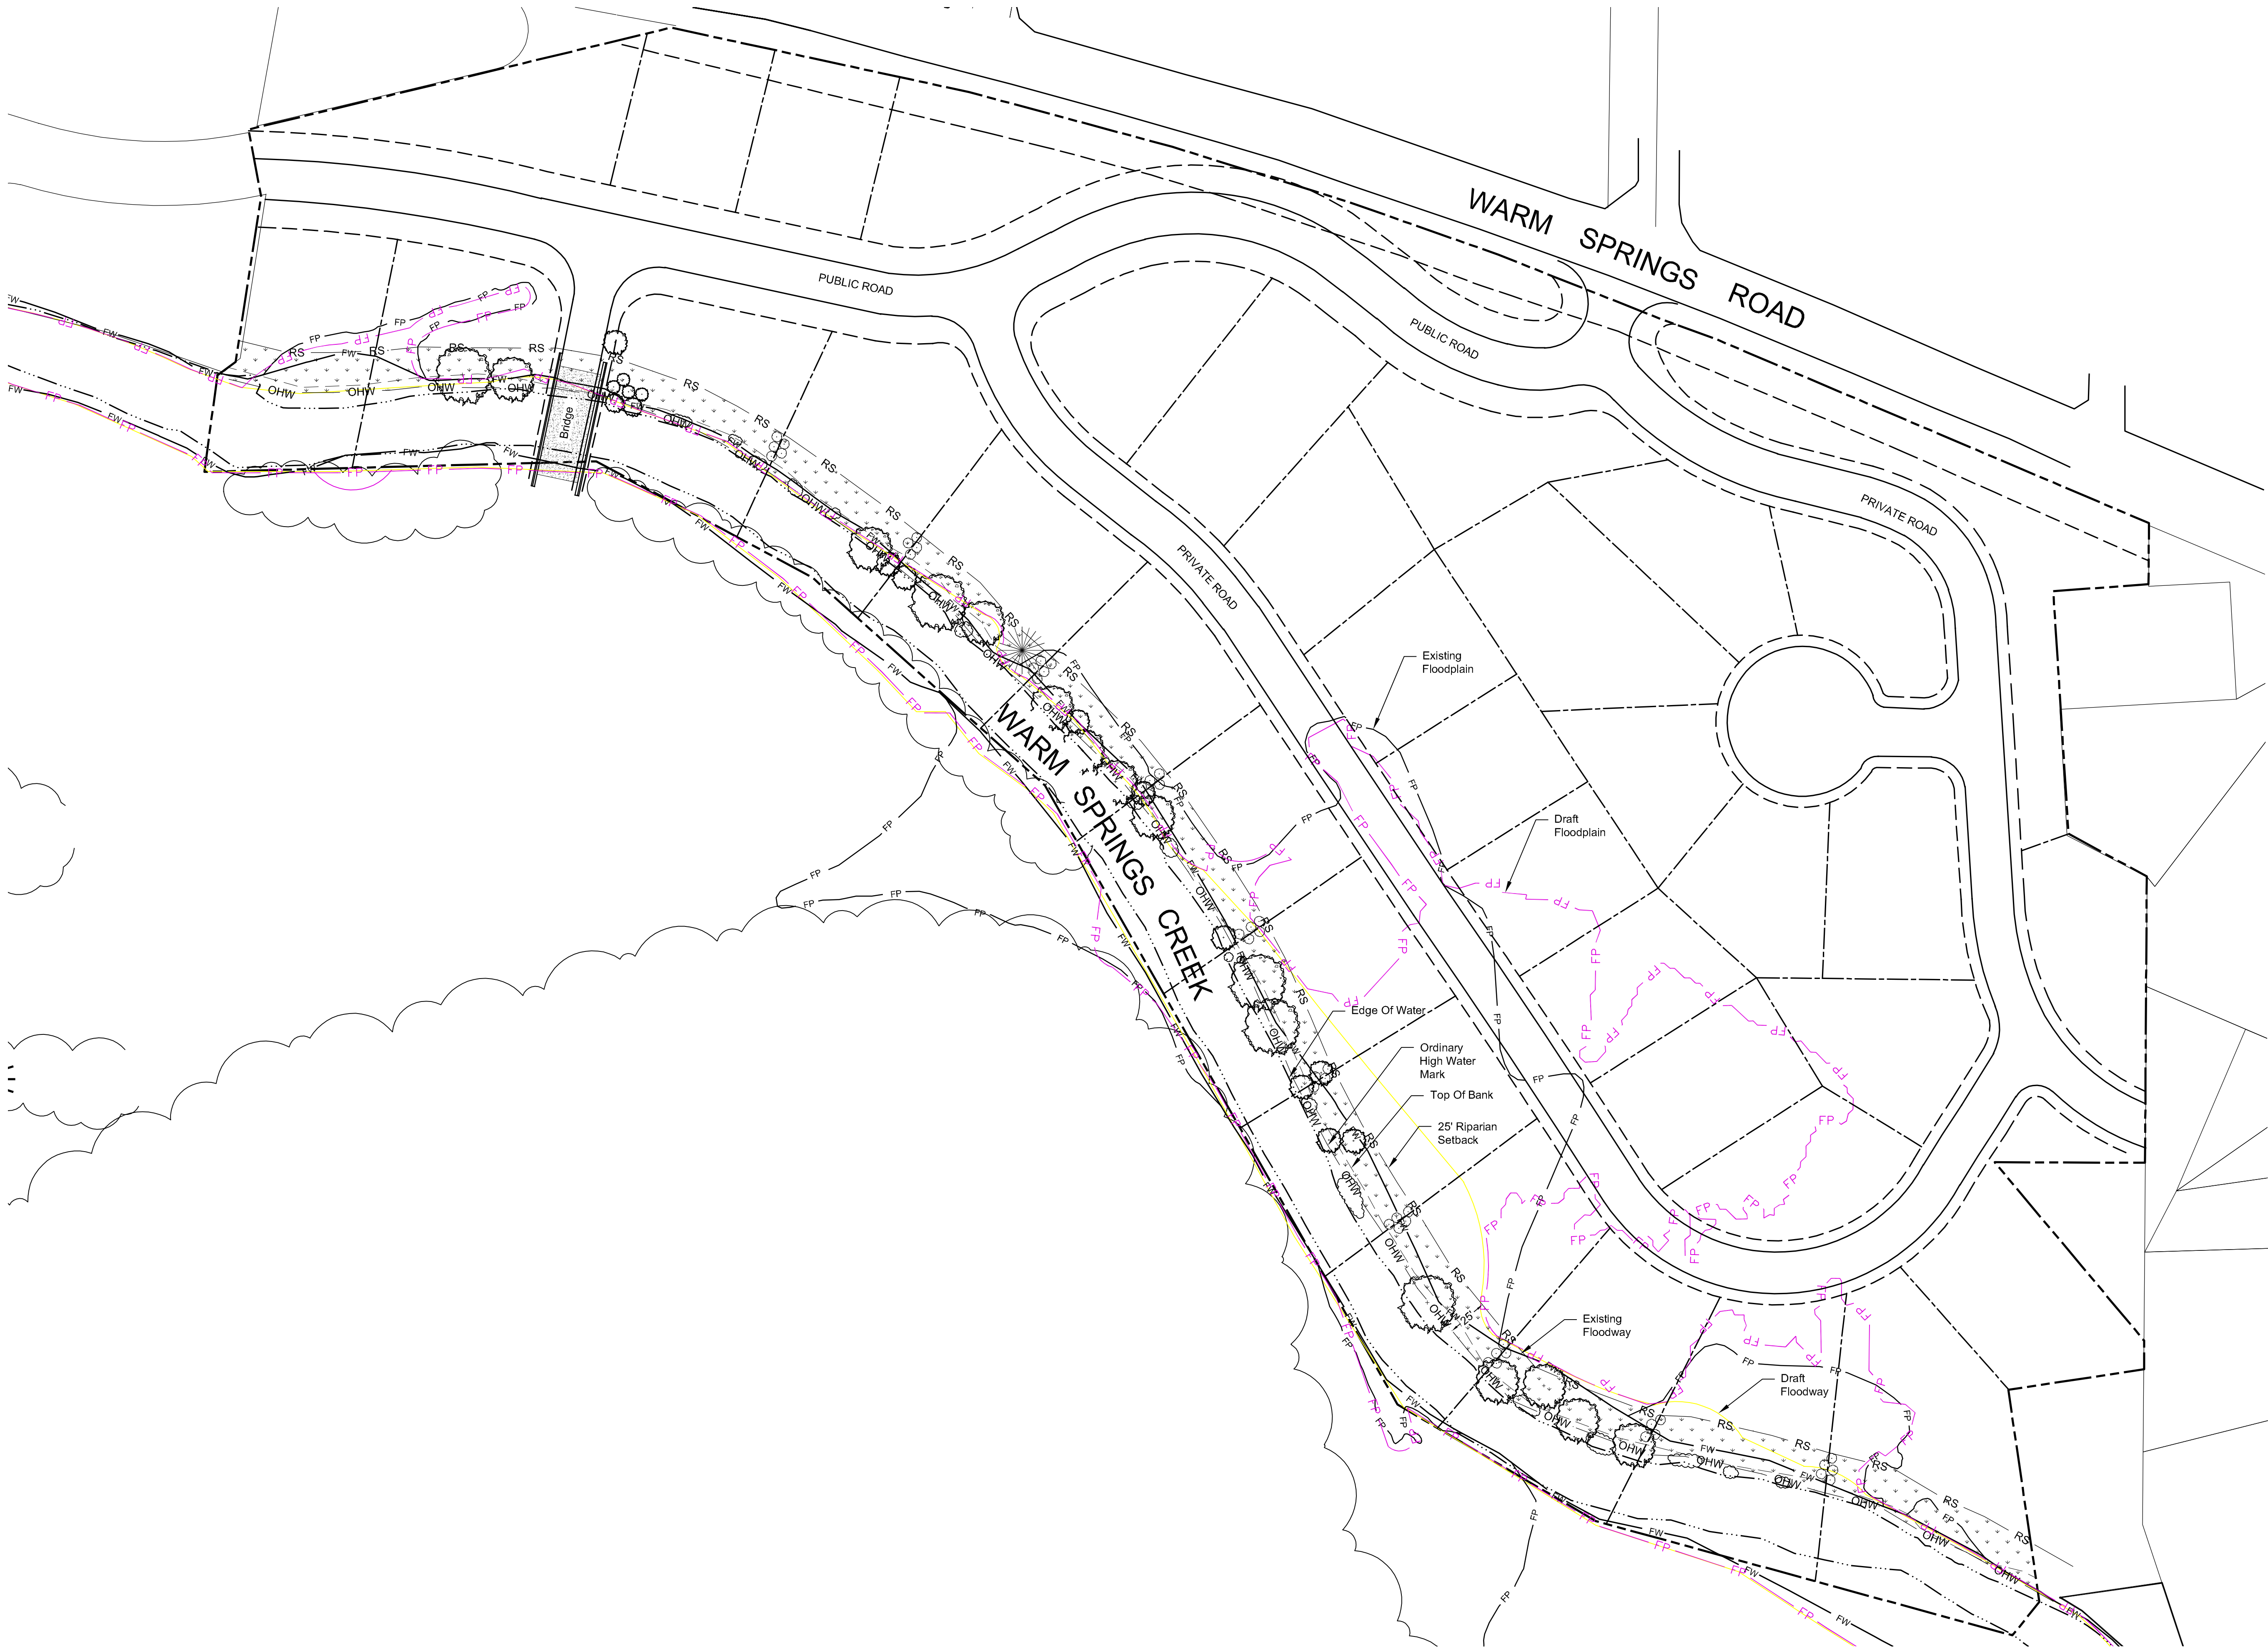 WARM SPRINGS ROAD
PUBLIC ROAD
PUBLIC ROAD
PRIVATE ROAD
PRIVATE ROAD
Bridge
WARM SPRINGS CREEK
Existing
Floodplain
Draft
Floodplain
Edge Of Water
Ordinary
High Water
Mark
Top Of Bank
25' Riparian
Setback
Existing
Floodway
Draft
Floodway
FW
FP
RS
OHW
25'